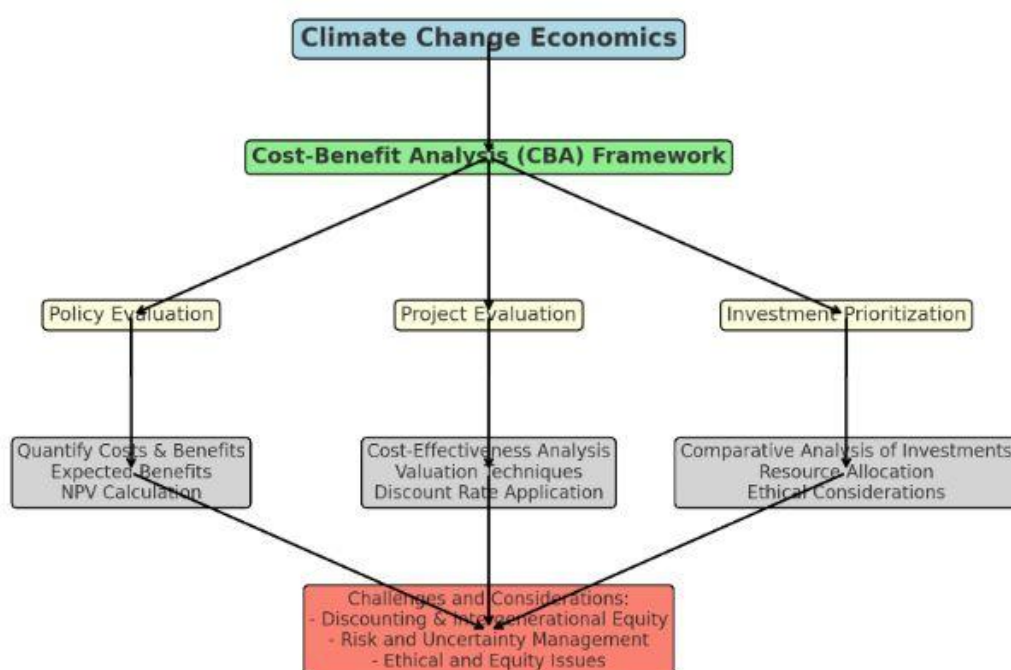 Climate Change Economics
Cost-Benefit Analysis (CBA) Framework
Policy Evaluation
Project Evaluation
Investment Prioritization
Quantify Costs & Benefits
Expected Benefits
NPV Calculation
Cost-Effectiveness Analysis
Valuation Techniques
Discount Rate Application
Comparative Analysis of Investments
Resource Allocation
Ethical Considerations
Challenges and Considerations:
- Discounting & Intergenerational Equity
- Risk and Uncertainty Management
- Ethical and Equity Issues